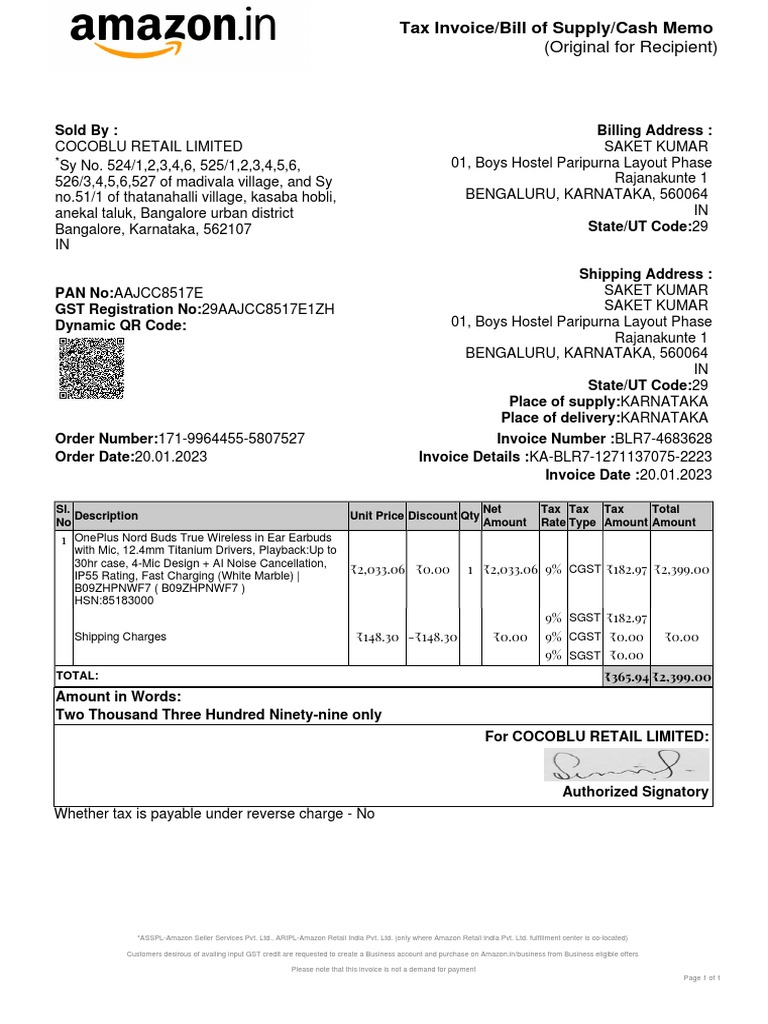 amazon.in
Tax Invoice/Bill of Supply/Cash Memo
(Original for Recipient)
Sold By :
COCOBLU RETAIL LIMITED
*Sy No. 524/1,2,3,4,6, 525/1,2,3,4,5,6,
526/3,4,5,6,527 of madivala village, and Sy
no.51/1 of thatanahalli village, kasaba hobli,
anekal taluk, Bangalore urban district
Bangalore, Karnataka, 562107
IN
Billing Address :
SAKET KUMAR
01, Boys Hostel Paripurna Layout Phase
Rajanakunte 1
BENGALURU, KARNATAKA, 560064
IN
State/UT Code:29
PAN No:AAJCC8517E
GST Registration No:29AAJCC8517E1ZH
Dynamic QR Code:
Shipping Address :
SAKET KUMAR
SAKET KUMAR
01, Boys Hostel Paripurna Layout Phase
Rajanakunte 1
BENGALURU, KARNATAKA, 560064
IN
State/UT Code:29
Place of supply:KARNATAKA
Place of delivery:KARNATAKA
Order Number:171-9964455-5807527
Order Date:20.01.2023
Invoice Number :BLR7-4683628
Invoice Details :KA-BLR7-1271137075-2223
Invoice Date :20.01.2023
Sl. No Description Unit Price Discount Qty Net Amount Tax Rate Tax Type Tax Amount Total Amount
1 OnePlus Nord Buds True Wireless in Ear Earbuds
with Mic, 12.4mm Titanium Drivers, Playback:Up to
30hr case, 4-Mic Design + AI Noise Cancellation,
IP55 Rating, Fast Charging (White Marble) |
B09ZHPNWF7 ( B09ZHPNWF7 )
HSN:85183000
₹2,033.06 ₹0.00 1 ₹2,033.06 9% CGST ₹182.97 ₹2,399.00
9% SGST ₹182.97
Shipping Charges ₹148.30 -₹148.30 ₹0.00 9% CGST ₹0.00 ₹0.00
9% SGST ₹0.00
TOTAL: ₹365.94 ₹2,399.00
Amount in Words:
Two Thousand Three Hundred Ninety-nine only
For COCOBLU RETAIL LIMITED:
Authorized Signatory
Whether tax is payable under reverse charge - No
*ASSPL-Amazon Seller Services Pvt. Ltd., ARIPL-Amazon Retail India Pvt. Ltd. (only where Amazon Retail India Pvt. Ltd. fulfillment center is co-located)
Customers desirous of availing input GST credit are requested to create a Business account and purchase on Amazon.in/business from Business eligible offers
Please note that this invoice is not a demand for payment
Page 1 of 1